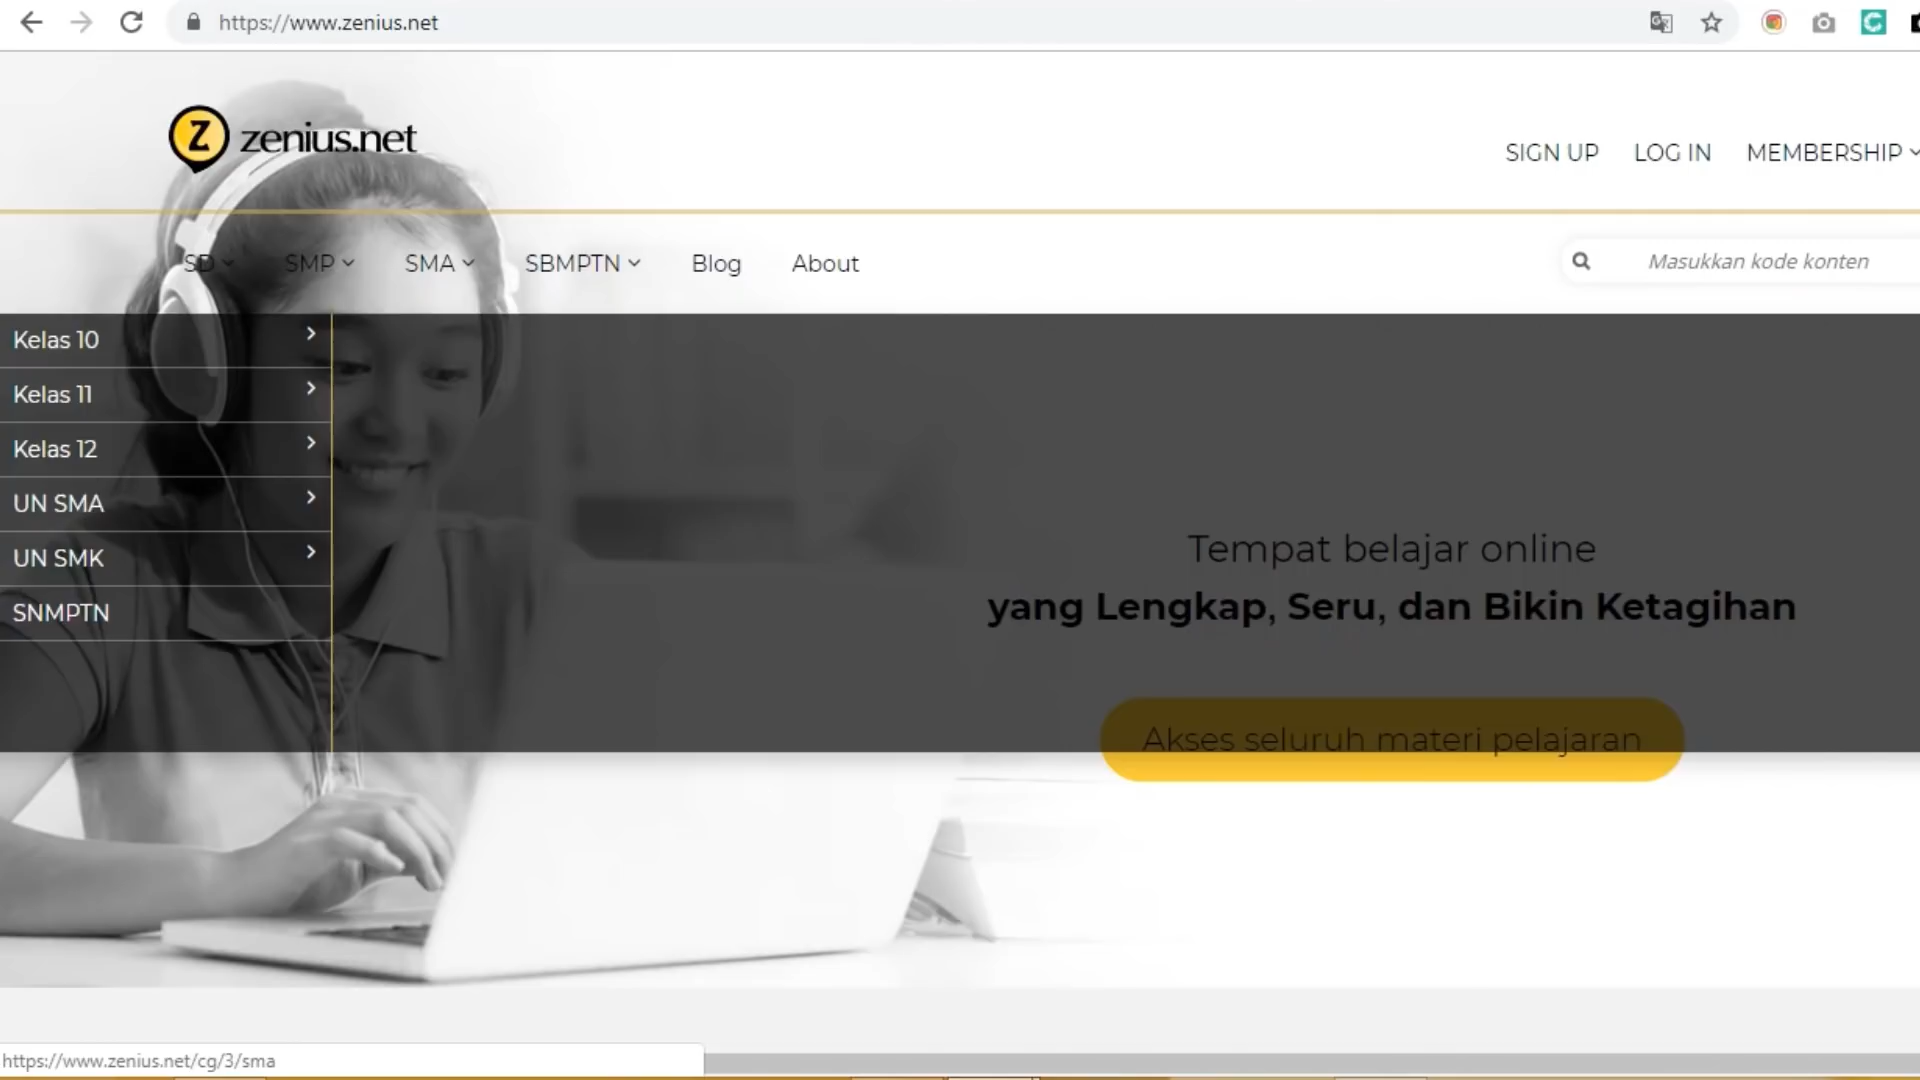 https://www.zenius.net
Z zenius.net
SIGN UP LOG IN MEMBERSHIP
SD SMP SMA SBMPTN Blog About
Masukkan kode konten
Kelas 10
Kelas 11
Kelas 12
UN SMA
UN SMK
SNMPTN
Tempat belajar online
yang Lengkap, Seru, dan Bikin Ketagihan
Akses seluruh materi pelajaran
https://www.zenius.net/cg/3/sma